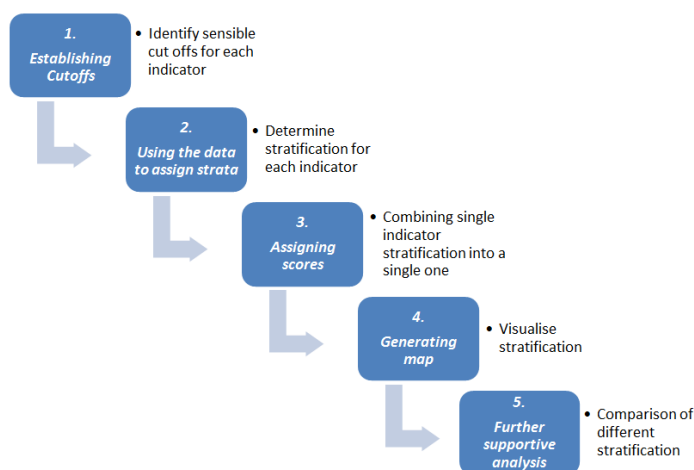 1.
Establishing
Cutoffs
• Identify sensible
cut offs for each
indicator
2.
Using the data
to assign strata
• Determine
stratification for
each indicator
3.
Assigning
scores
• Combining single
indicator
stratification into a
single one
4.
Generating
map
• Visualise
stratification
5.
Further
supportive
analysis
• Comparison of
different
stratification